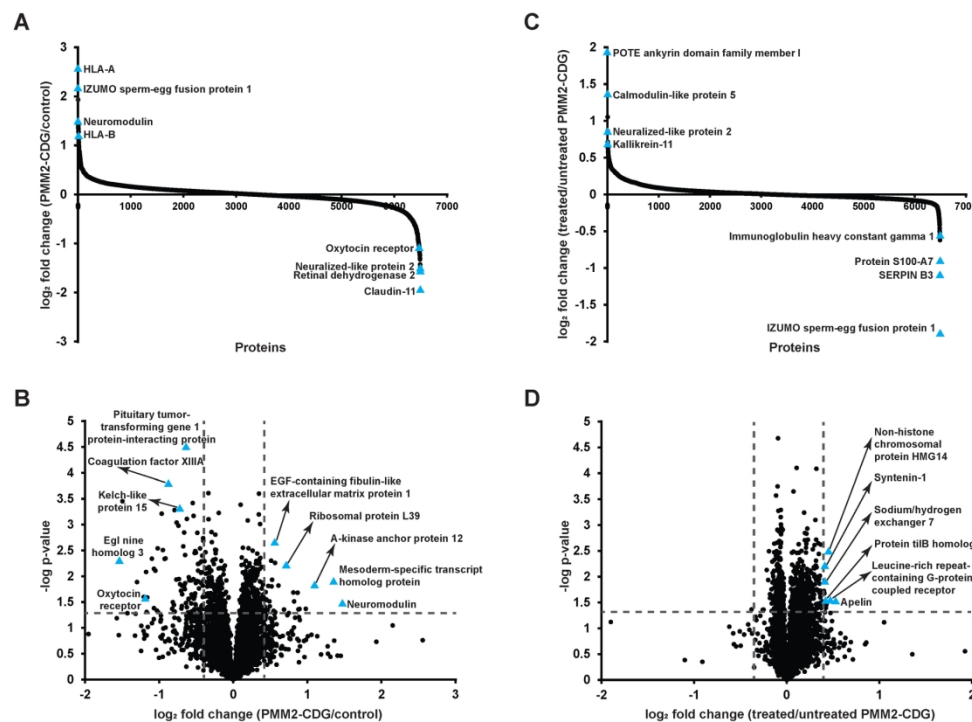 A
log₂ fold change (PMM2-CDG/control)
3
2
1
0
-1
-2
-3
HLA-A
IZUMO sperm-egg fusion protein 1
Neuromodulin
HLA-B
0
1000
2000
3000
4000
5000
6000
7000
Oxytocin receptor
Neuralized-like protein 2
Retinal dehydrogenase 2
Claudin-11
Proteins
C
log₂ fold change (treated/untreated PMM2-CDG)
2
1.5
1
0.5
0
-0.5
-1
-1.5
-2
POTE ankyrin domain family member I
Calmodulin-like protein 5
Neuralized-like protein 2
Kallikrein-11
0
1000
2000
3000
4000
5000
6000
7000
Immunoglobulin heavy constant gamma 1
Protein S100-A7
SERPIN B3
IZUMO sperm-egg fusion protein 1
Proteins
B
-log p-value
5
4.5
4
3.5
3
2.5
2
1.5
1
0.5
0
Pituitary tumor-
transforming gene 1
protein-interacting protein
Coagulation factor XIIIA
Kelch-like
protein 15
Egl nine
homolog 3
Oxytocin
receptor
EGF-containing fibulin-like
extracellular matrix protein 1
Ribosomal protein L39
A-kinase anchor protein 12
Mesoderm-specific transcript
homolog protein
Neuromodulin
-2
-1
0
1
2
3
log₂ fold change (PMM2-CDG/control)
D
-log p-value
5
4.5
4
3.5
3
2.5
2
1.5
1
0.5
0
Non-histone
chromosomal
protein HMG14
Syntenin-1
Sodium/hydrogen
exchanger 7
Protein tilB homolog
Leucine-rich repeat-
containing G-protein
coupled receptor
Apelin
-2
-1
0
1
2
log₂ fold change (treated/untreated PMM2-CDG)